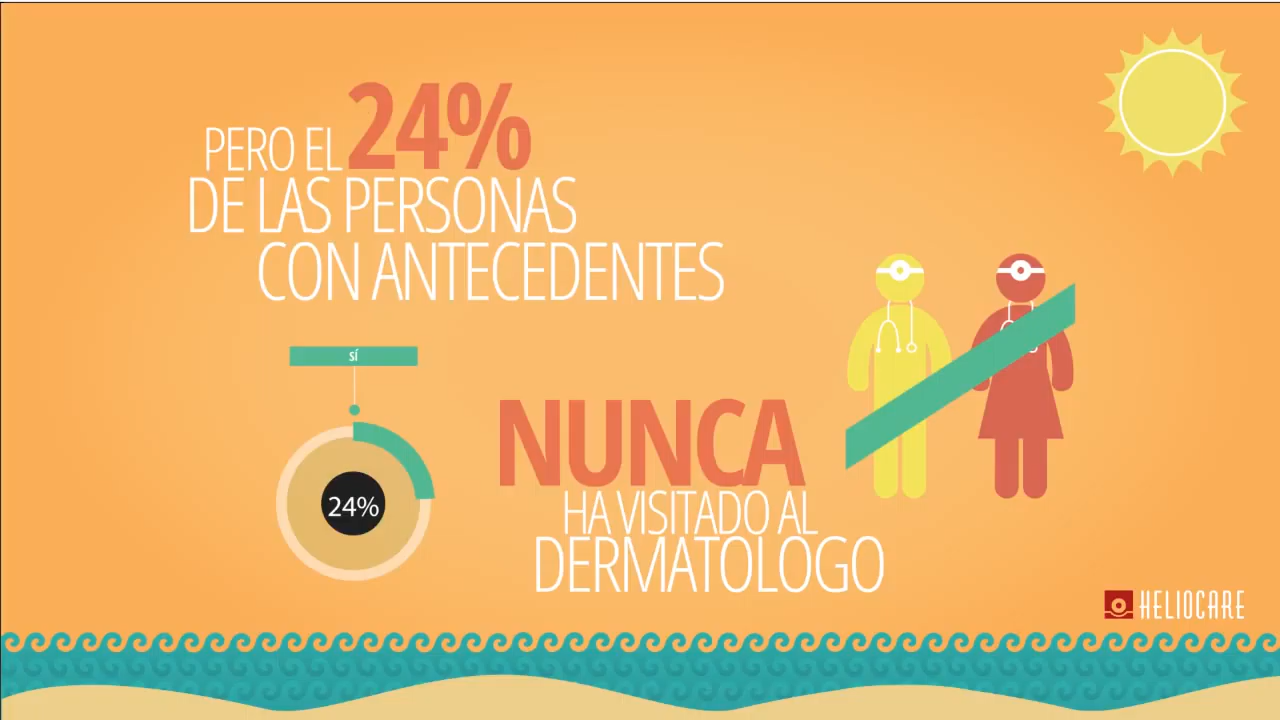 PERO EL 24%
DE LAS PERSONAS
CON ANTECEDENTES
SÍ
24%
NUNCA
HA VISITADO AL
DERMATOLOGO
HELIOCARE